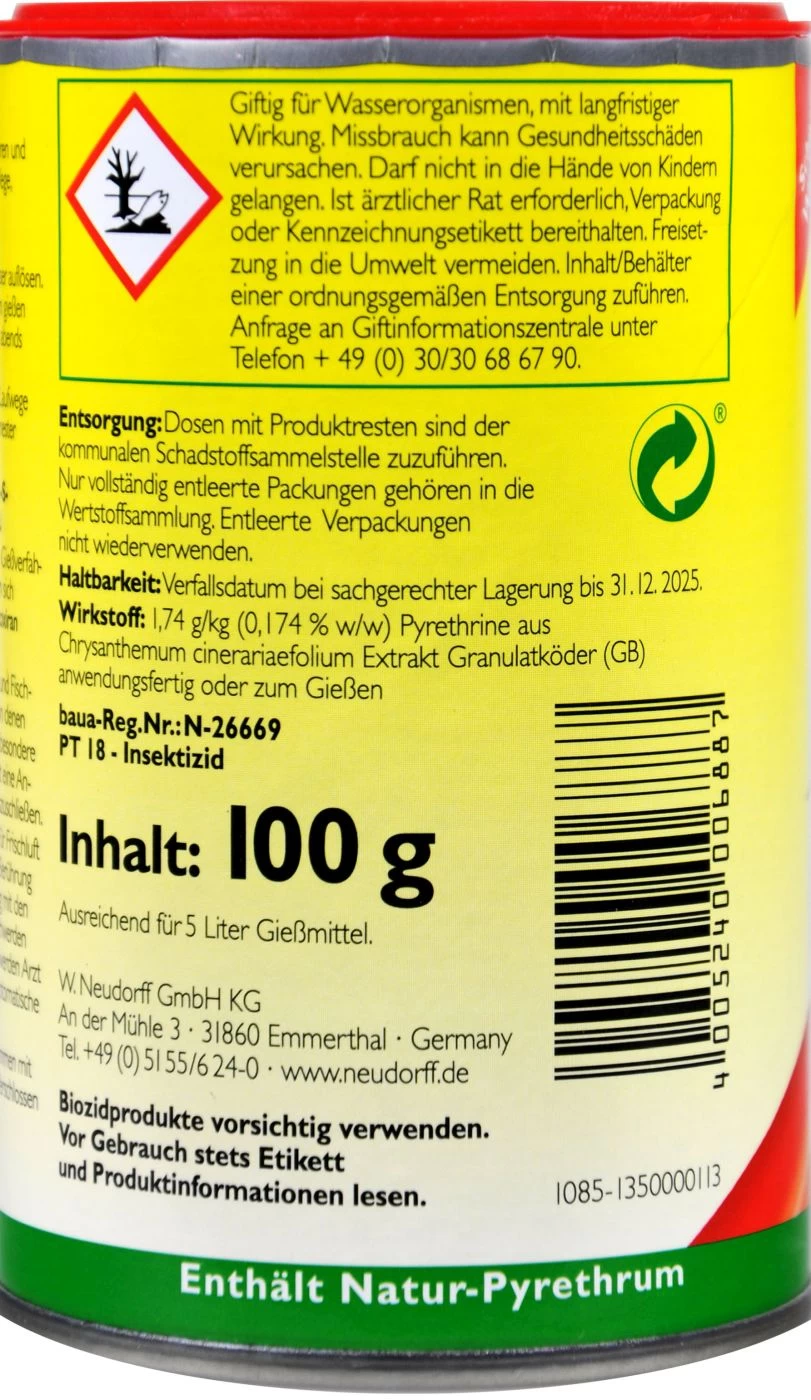 Giftig für Wasserorganismen, mit langfristiger
Wirkung. Missbrauch kann Gesundheitsschäden
verursachen. Darf nicht in die Hände von Kindern
gelangen. Ist ärztlicher Rat erforderlich, Verpackung
oder Kennzeichnungsetikett bereithalten. Freiset-
zung in die Umwelt vermeiden. Inhalt/Behälter
einer ordnungsgemäßen Entsorgung zuführen.
Anfrage an Giftinformationszentrale unter
Telefon + 49 (0) 30/30 68 67 90.
Entsorgung: Dosen mit Produktresten sind der
kommunalen Schadstoffsammelstelle zuzuführen.
Nur vollständig entleerte Packungen gehören in die
Wertstoffsammlung. Entleerte Verpackungen
nicht wiederverwenden.
®
Haltbarkeit: Verfallsdatum bei sachgerechter Lagerung bis 31.12. 2025.
Wirkstoff: 1,74 g/kg (0,174 % w/w) Pyrethrine aus
Chrysanthemum cinerariaefolium Extrakt Granulatköder (GB)
anwendungsfertig oder zum Gießen
baua-Reg.Nr.: N-26669
PT 18 - Insektizid
Inhalt: 100 g
Ausreichend für 5 Liter Gießmittel.
W. Neudorff GmbH KG
An der Mühle 3 · 31860 Emmerthal · Germany
Tel. +49 (0) 51 55/6 24-0 · www.neudorff.de
Biozidprodukte vorsichtig verwenden.
Vor Gebrauch stets Etikett
und Produktinformationen lesen.
4 005240 006887
1085-1350000113
Enthält Natur-Pyrethrum